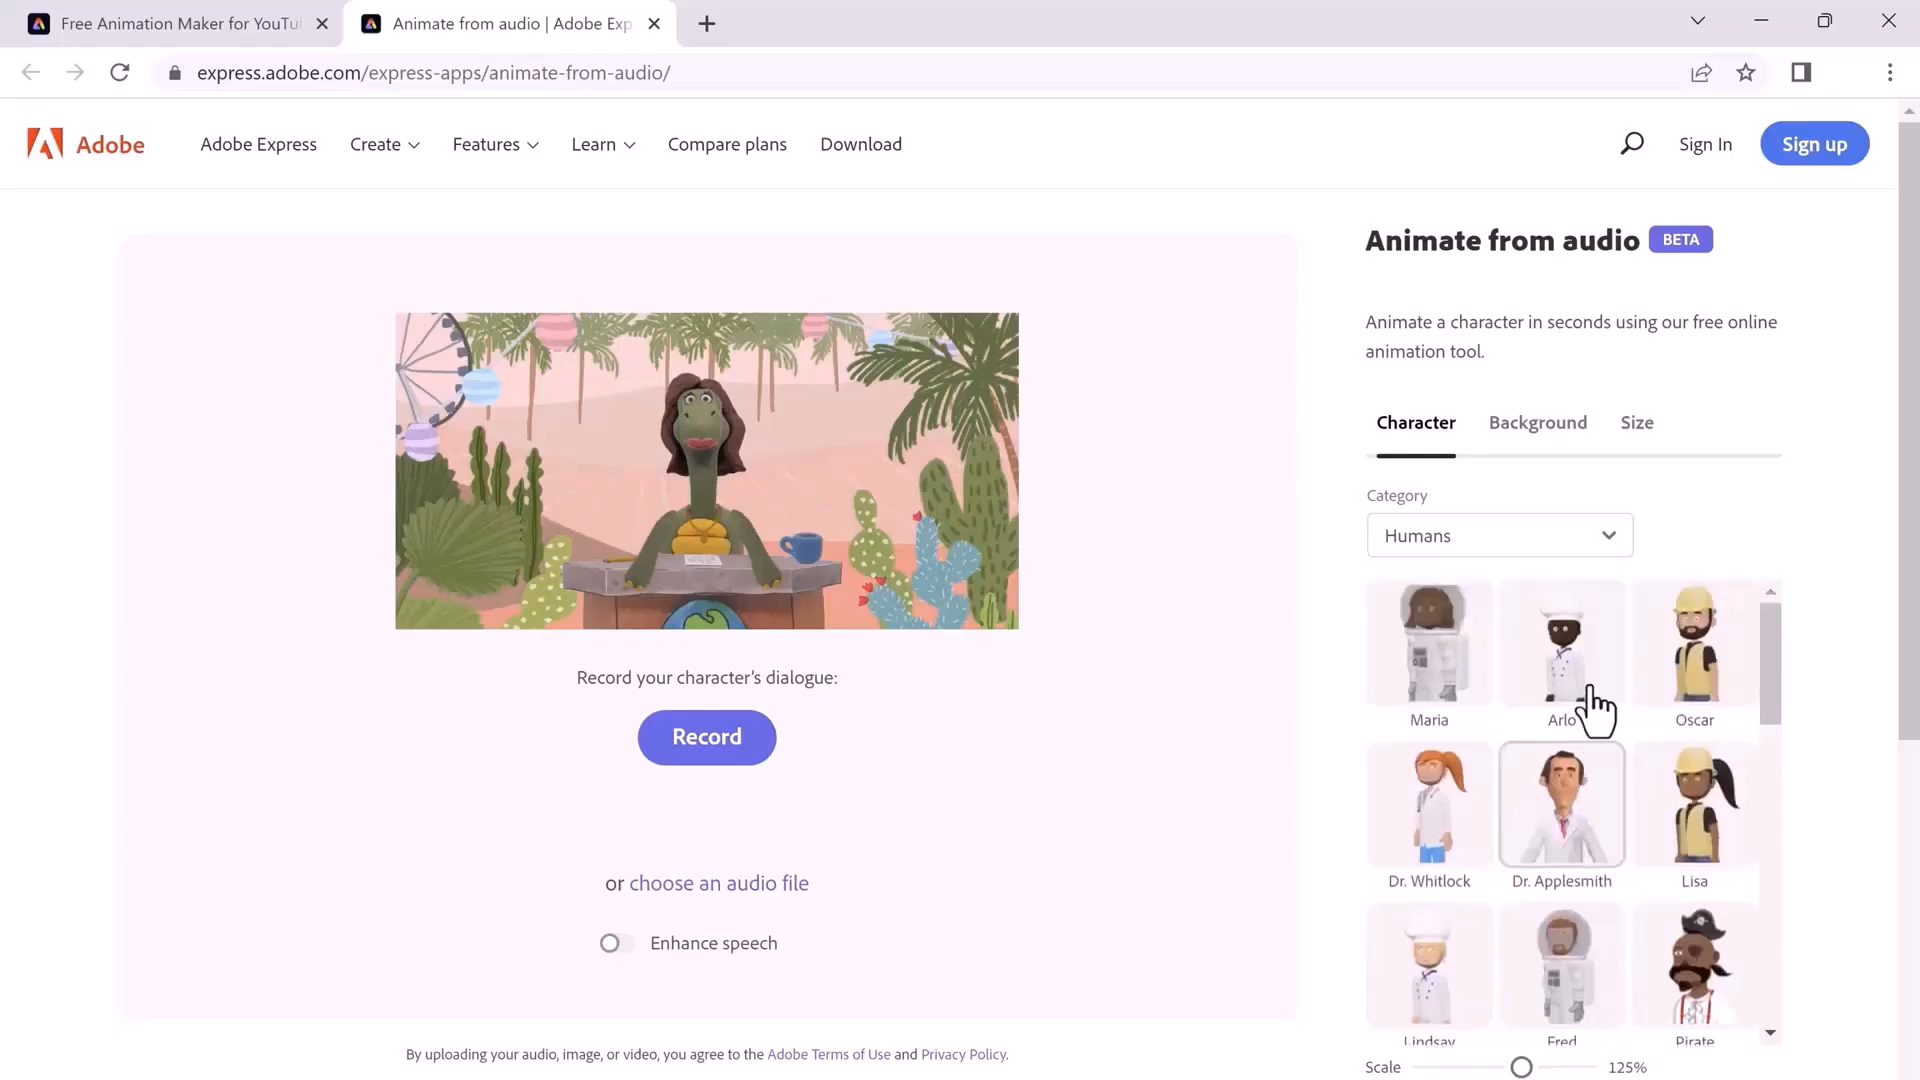 Free Animation Maker for YouTu
Animate from audio | Adobe Exp
express.adobe.com/express-apps/animate-from-audio/
Adobe
Adobe Express
Create
Features
Learn
Compare plans
Download
Sign In
Sign up
Animate from audio BETA
Animate a character in seconds using our free online
animation tool.
Character
Background
Size
Category
Humans
Maria
Arlo
Oscar
Dr. Whitlock
Dr. Applesmith
Lisa
Lindsay
Fred
Pirate
Scale
125%
Record your character's dialogue:
Record
or choose an audio file
Enhance speech
By uploading your audio, image, or video, you agree to the Adobe Terms of Use and Privacy Policy.